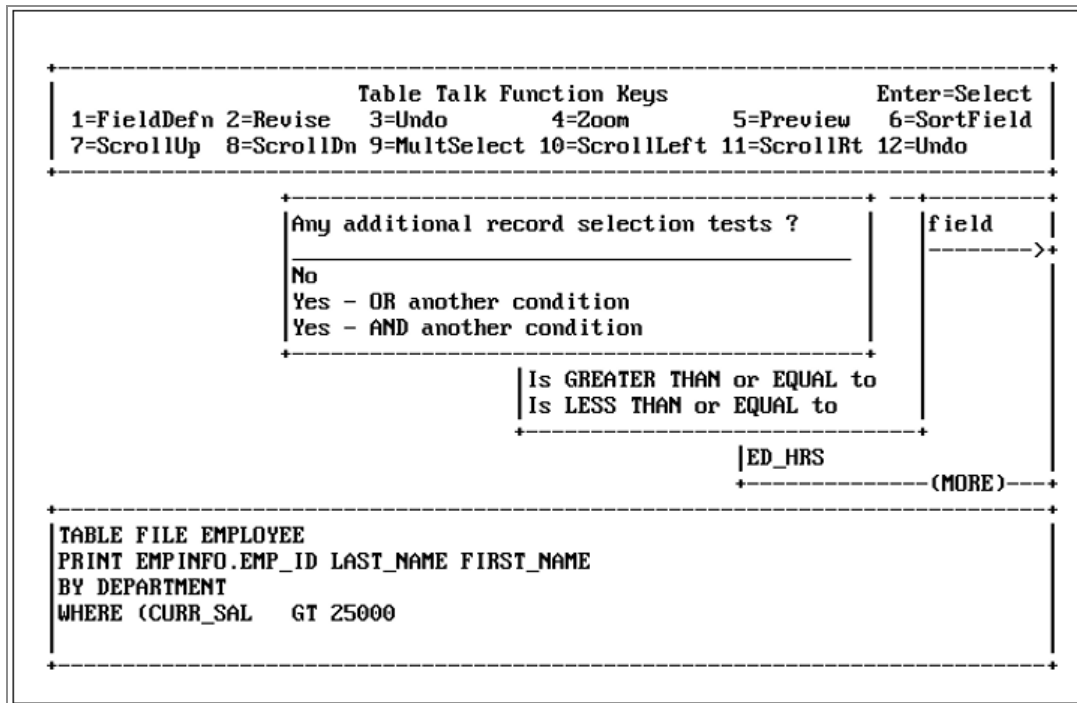 Table Talk Function Keys Enter=Select
1=FieldDefn 2=Revise 3=Undo 4=Zoom 5=Preview 6=SortField
7=ScrollUp 8=ScrollDn 9=MultSelect 10=ScrollLeft 11=ScrollRt 12=Undo
Any additional record selection tests ?
field
No
Yes - OR another condition
Yes - AND another condition
Is GREATER THAN or EQUAL to
Is LESS THAN or EQUAL to
ED_HRS
(MORE)
TABLE FILE EMPLOYEE
PRINT EMPINFO.EMP_ID LAST_NAME FIRST_NAME
BY DEPARTMENT
WHERE (CURR_SAL GT 25000